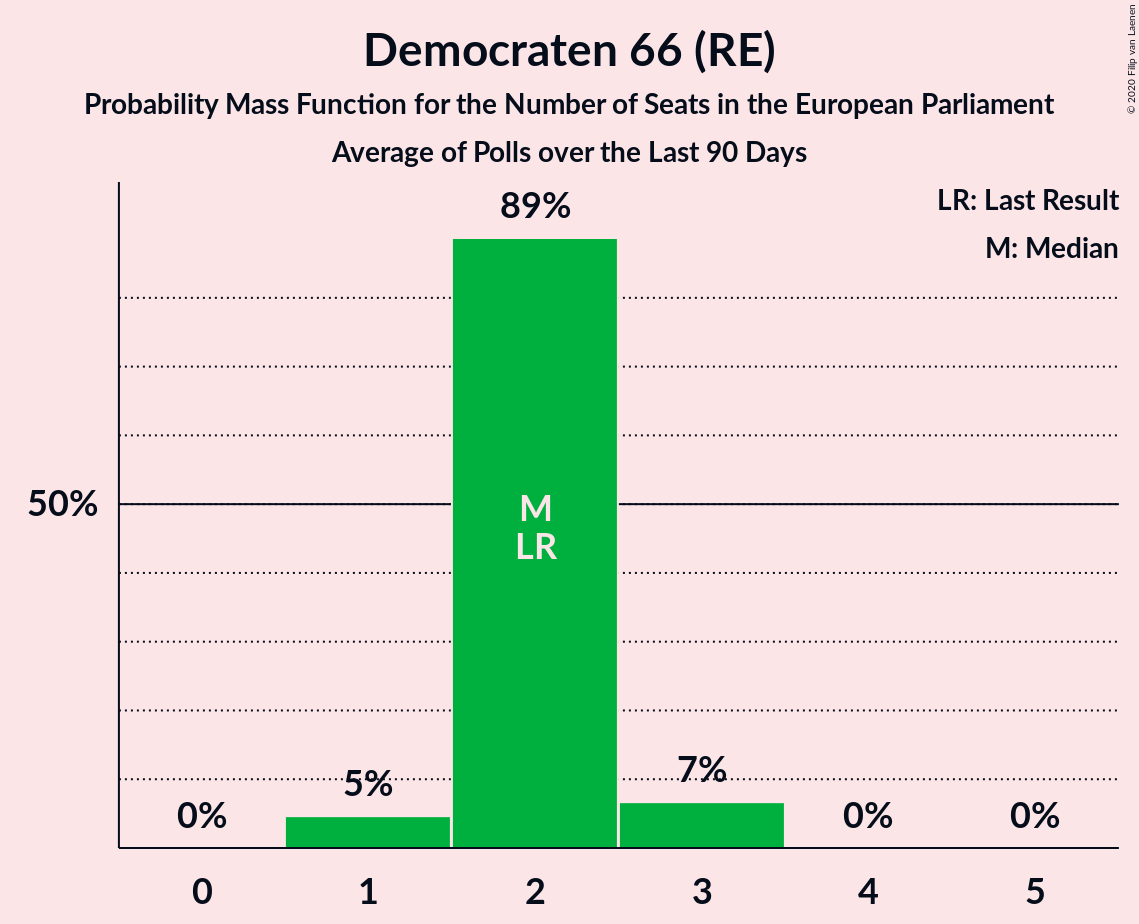 Democraten 66 (RE)
Probability Mass Function for the Number of Seats in the European Parliament
Average of Polls over the Last 90 Days
© 2020 Filip van Laenen
LR: Last Result
M: Median
89%
50%
M
LR
5%
7%
0%
0%
0%
0
1
2
3
4
5